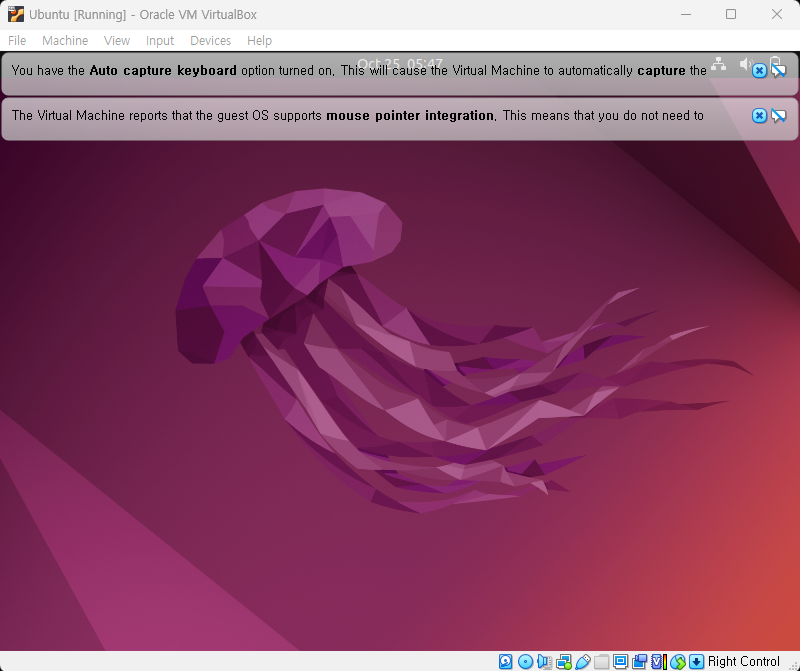 Ubuntu [Running] - Oracle VM VirtualBox
File Machine View Input Devices Help
Oct 25 05:47
You have the Auto capture keyboard option turned on. This will cause the Virtual Machine to automatically capture the
The Virtual Machine reports that the guest OS supports mouse pointer integration. This means that you do not need to
Right Control